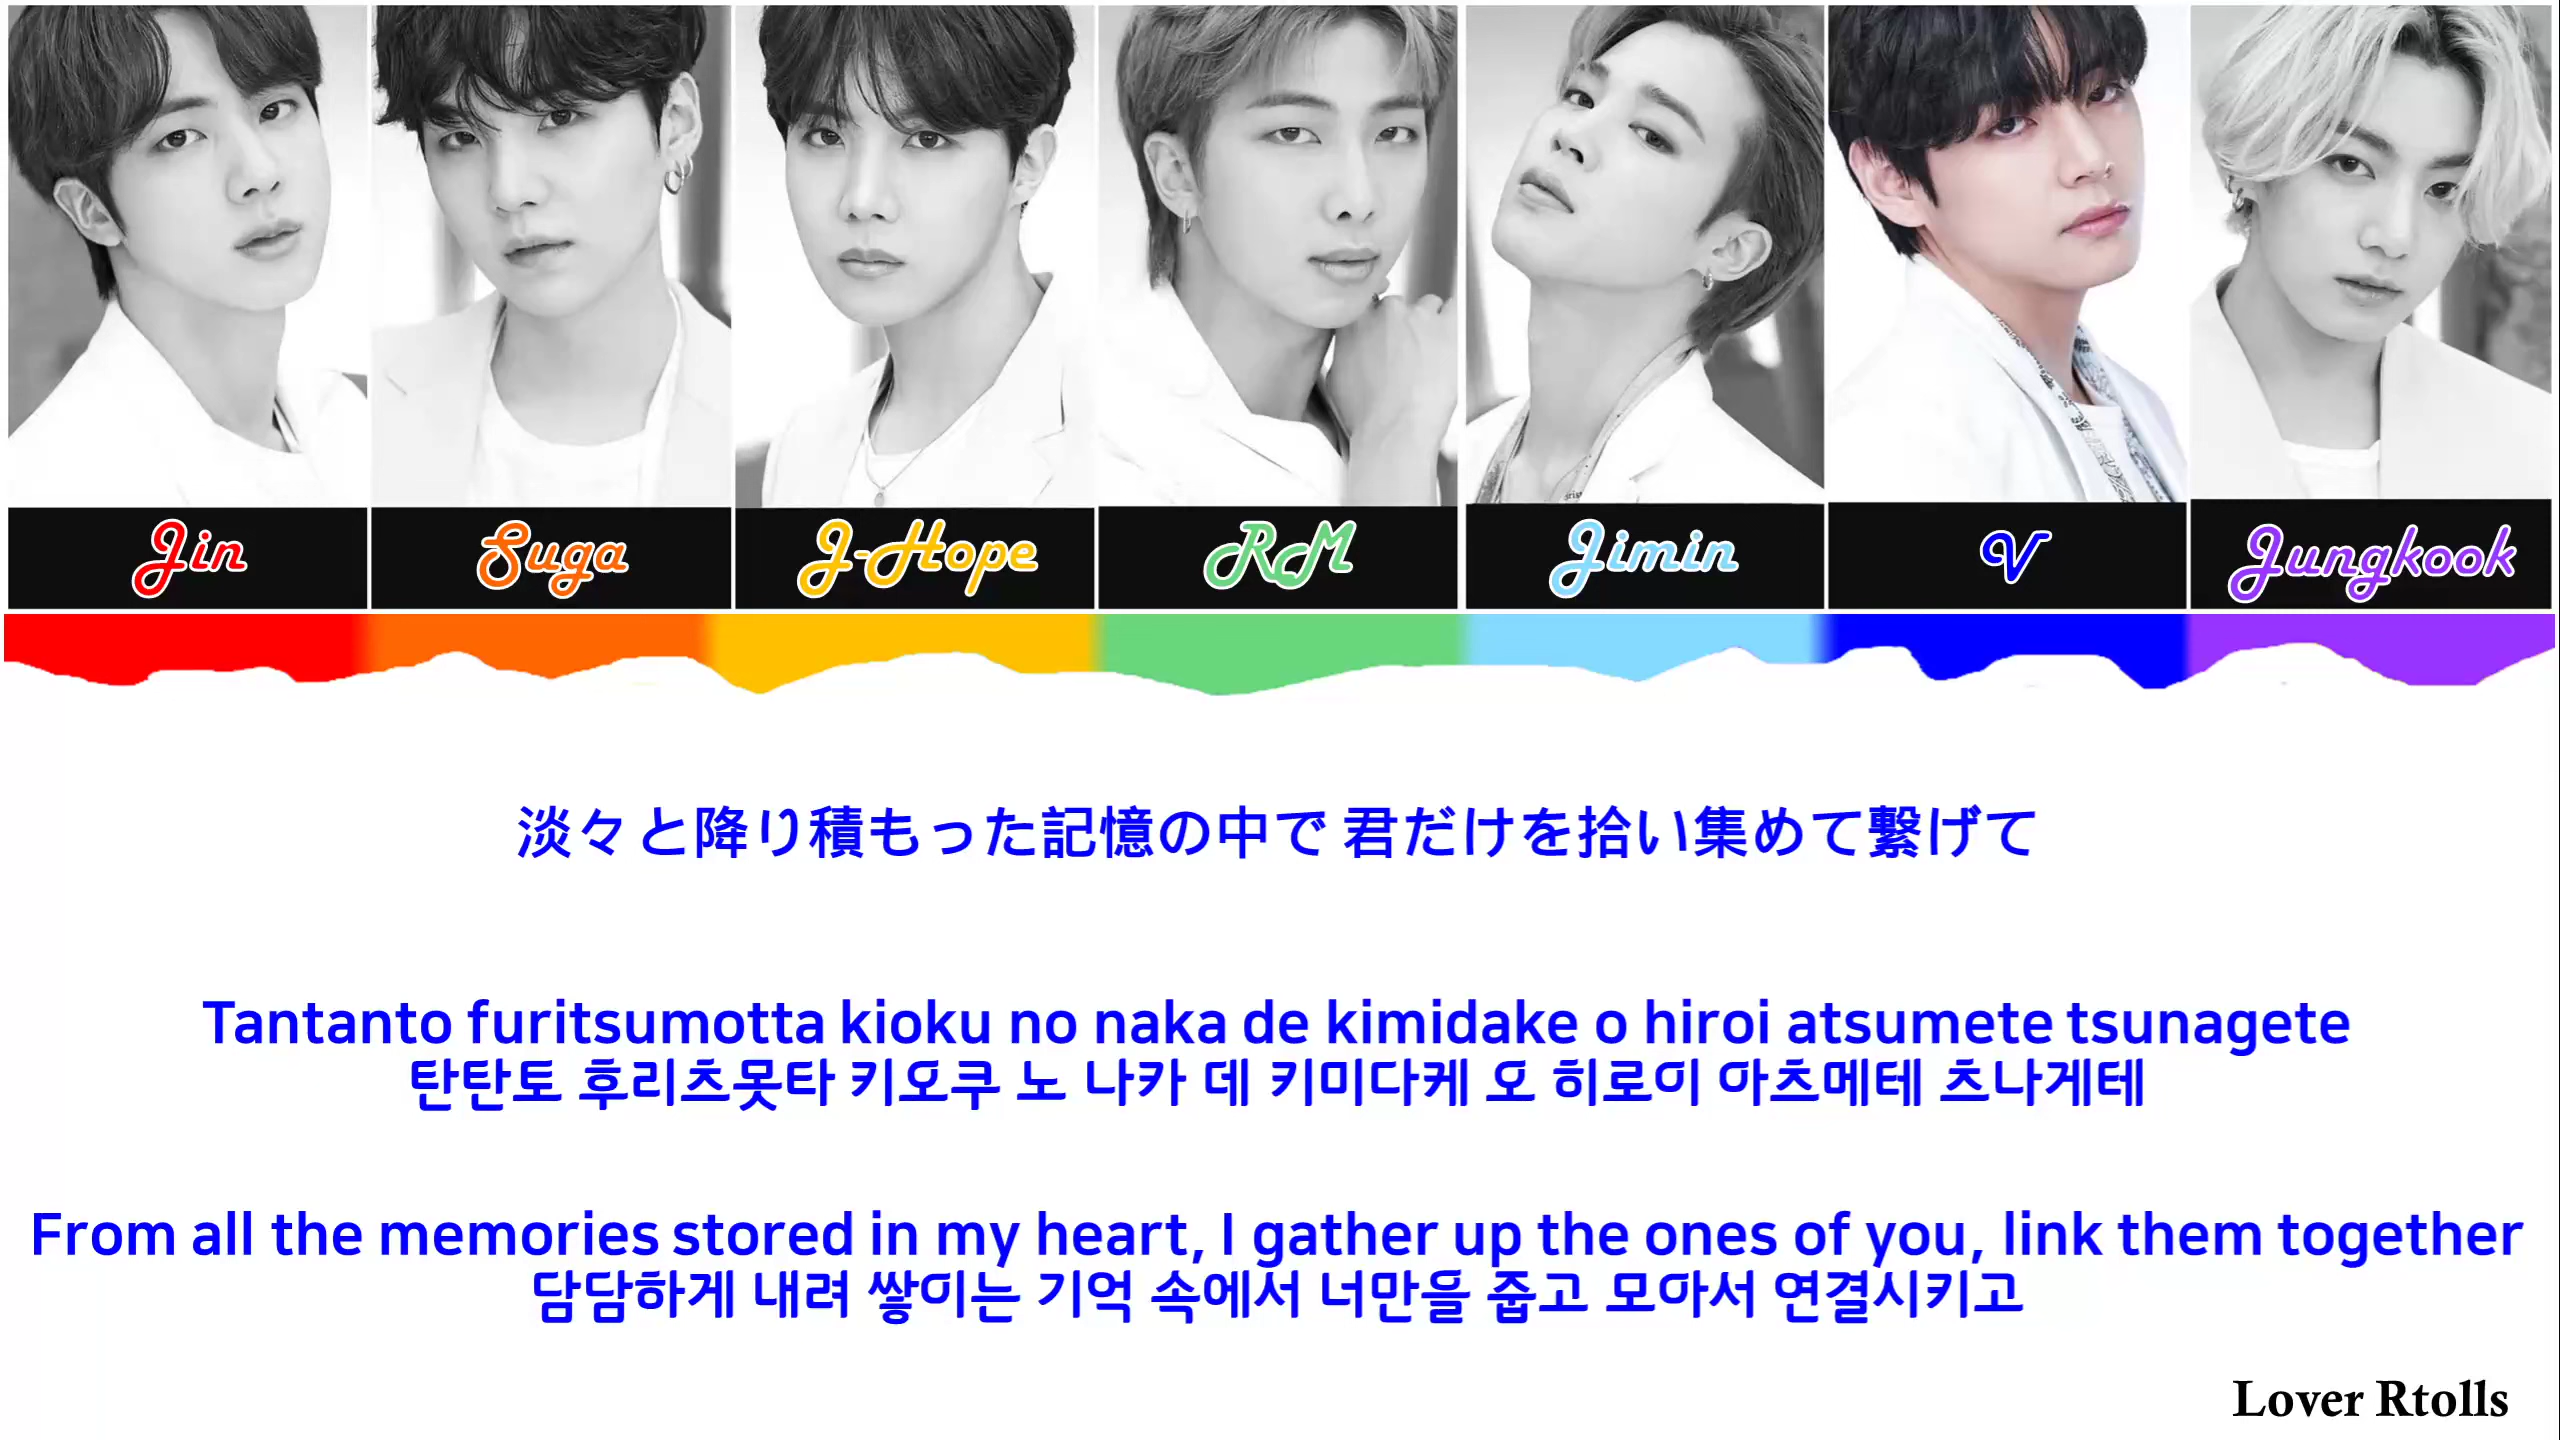 Jin
Suga
J-Hope
RM
Jimin
V
Jungkook
淡々と降り積もった記憶の中で 君だけを拾い集めて繋げて
Tantanto furitsumotta kioku no naka de kimidake o hiroi atsumete tsunagete
탄탄토 후리츠못타 키오쿠 노 나카 데 키미다케 오 히로이 아츠메테 츠나게테
From all the memories stored in my heart, I gather up the ones of you, link them together
담담하게 내려 쌓이는 기억 속에서 너만을 줍고 모아서 연결시키고
Lover Rtolls